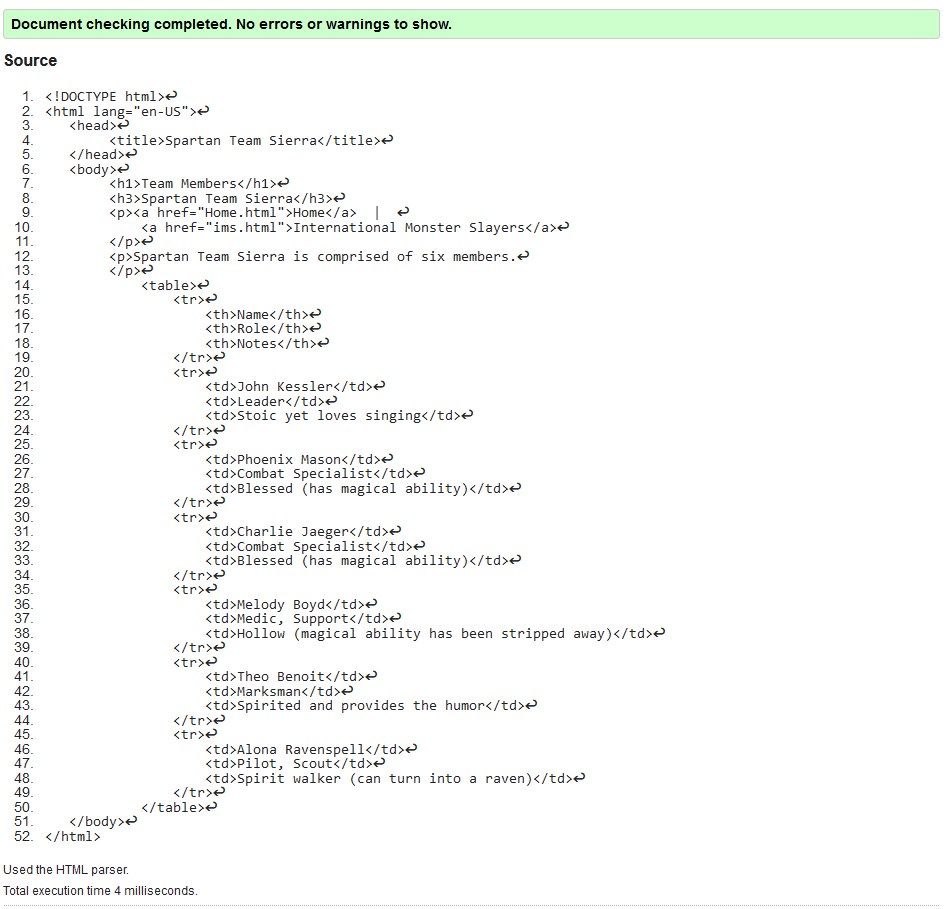 Document checking completed. No errors or warnings to show.
Source
1. <!DOCTYPE html>↩
2. <html lang="en-US">↩
3. <head>↩
4. <title>Spartan Team Sierra</title>↩
5. </head>↩
6. <body>↩
7. <h1>Team Members</h1>↩
8. <h3>Spartan Team Sierra</h3>↩
9. <p><a href="Home.html">Home</a> | ↩
10. <a href="ims.html">International Monster Slayers</a>↩
11. </p>↩
12. <p>Spartan Team Sierra is comprised of six members.↩
13. </p>↩
14. <table>↩
15. <tr>↩
16. <th>Name</th>↩
17. <th>Role</th>↩
18. <th>Notes</th>↩
19. </tr>↩
20. <tr>↩
21. <td>John Kessler</td>↩
22. <td>Leader</td>↩
23. <td>Stoic yet loves singing</td>↩
24. </tr>↩
25. <tr>↩
26. <td>Phoenix Mason</td>↩
27. <td>Combat Specialist</td>↩
28. <td>Blessed (has magical ability)</td>↩
29. </tr>↩
30. <tr>↩
31. <td>Charlie Jaeger</td>↩
32. <td>Combat Specialist</td>↩
33. <td>Blessed (has magical ability)</td>↩
34. </tr>↩
35. <tr>↩
36. <td>Melody Boyd</td>↩
37. <td>Medic, Support</td>↩
38. <td>Hollow (magical ability has been stripped away)</td>↩
39. </tr>↩
40. <tr>↩
41. <td>Theo Benoit</td>↩
42. <td>Marksman</td>↩
43. <td>Spirited and provides the humor</td>↩
44. </tr>↩
45. <tr>↩
46. <td>Alona Ravenspell</td>↩
47. <td>Pilot, Scout</td>↩
48. <td>Spirit walker (can turn into a raven)</td>↩
49. </tr>↩
50. </table>↩
51. </body>↩
52. </html>
Used the HTML parser.
Total execution time 4 milliseconds.